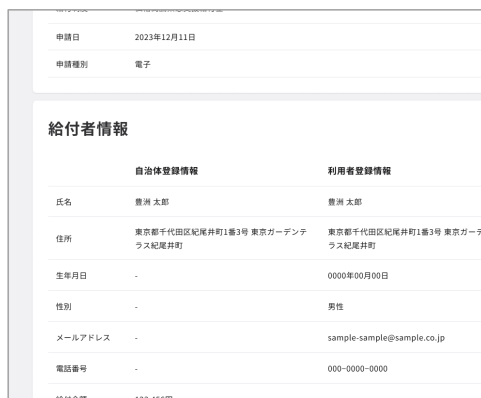 申請日 2023年12月11日
申請種別 電子
給付者情報
自治体登録情報 利用者登録情報
氏名 豊洲 太郎 豊洲 太郎
住所 東京都千代田区紀尾井町1番3号 東京ガーデンテ 東京都千代田区紀尾井町1番3号 東京ガーデ
ラス紀尾井町 ラス紀尾井町
生年月日 - 0000年00月00日
性別 - 男性
メールアドレス - sample-sample@sample.co.jp
電話番号 - 000-0000-0000